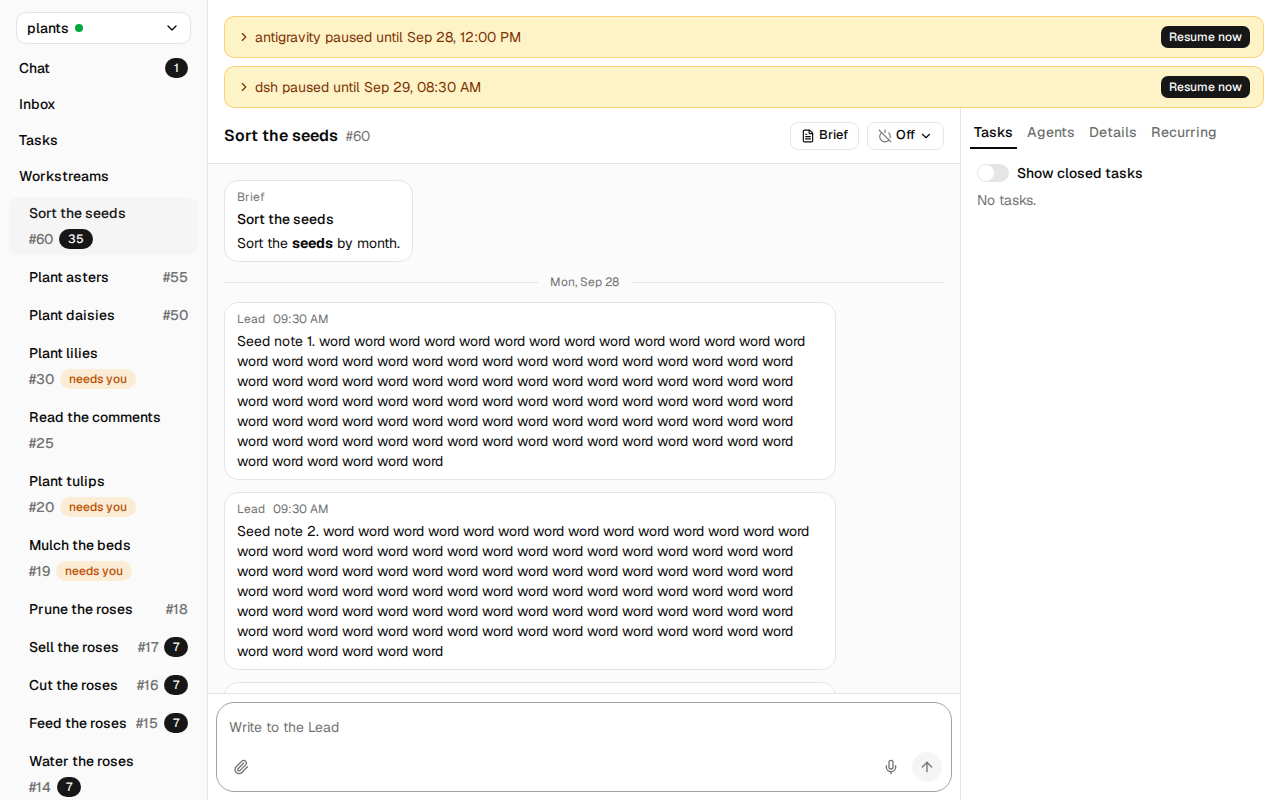 plants
Chat 1
Inbox
Tasks
Workstreams
Sort the seeds
#60 35
Plant asters #55
Plant daisies #50
Plant lilies
#30 needs you
Read the comments
#25
Plant tulips
#20 needs you
Mulch the beds
#19 needs you
Prune the roses #18
Sell the roses #17 7
Cut the roses #16 7
Feed the roses #15 7
Water the roses
#14 7
antigravity paused until Sep 28, 12:00 PM Resume now
dsh paused until Sep 29, 08:30 AM Resume now
Sort the seeds #60 Brief Off
Brief
Sort the seeds
Sort the seeds by month.
Mon, Sep 28
Lead 09:30 AM
Seed note 1. word word word word word word word word word word word word word word
word word word word word word word word word word word word word word word word
word word word word word word word word word word word word word word word word
word word word word word word word word word word word word word word word word
word word word word word word word word word word word word word word word word
word word word word word word word word word word word word word word word word
word word word word word word
Lead 09:30 AM
Seed note 2. word word word word word word word word word word word word word word
word word word word word word word word word word word word word word word word
word word word word word word word word word word word word word word word word
word word word word word word word word word word word word word word word word
word word word word word word word word word word word word word word word word
word word word word word word word word word word word word word word word word
word word word word word word
Write to the Lead
Tasks Agents Details Recurring
Show closed tasks
No tasks.